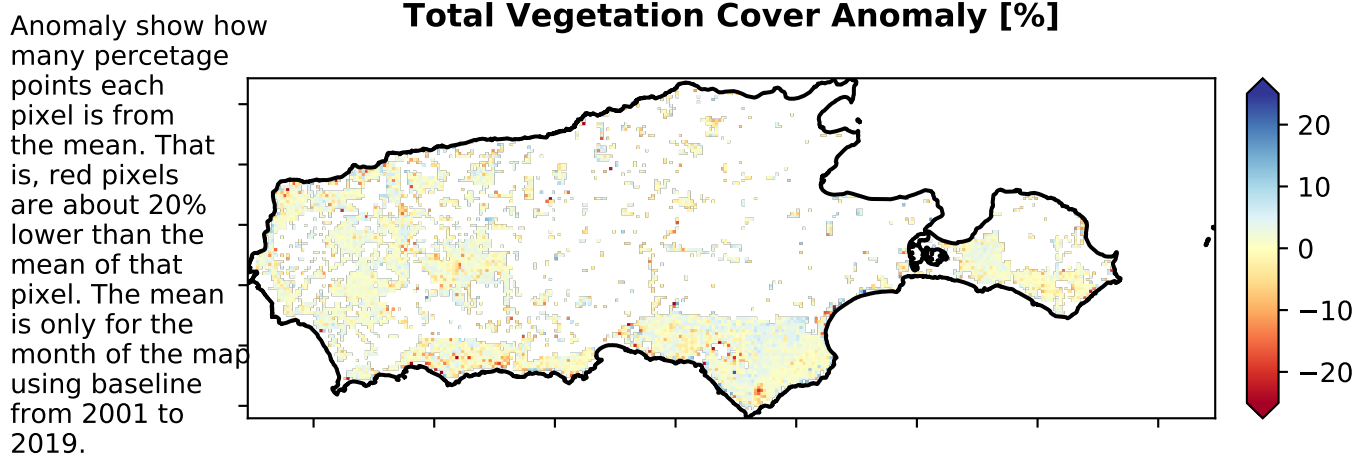 Total Vegetation Cover Anomaly [%]
Anomaly show how
many percetage
points each
pixel is from
the mean. That
is, red pixels
are about 20%
lower than the
mean of that
pixel. The mean
is only for the
month of the map
using baseline
from 2001 to
2019.
20
10
0
−10
−20